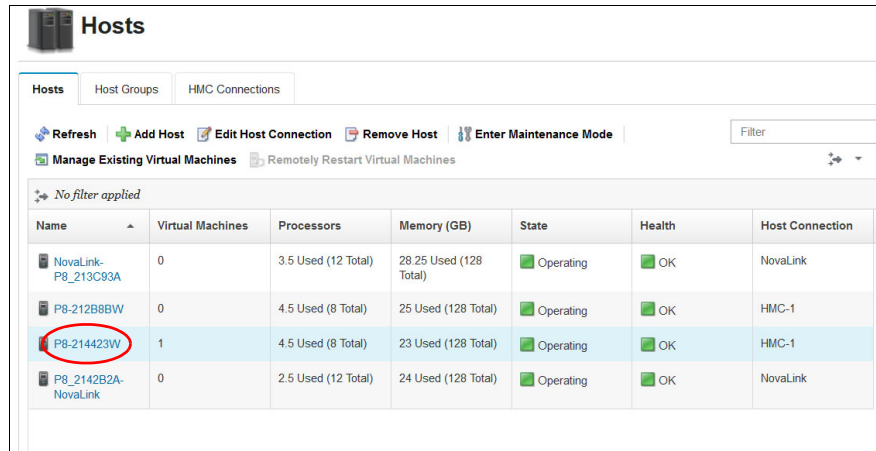 Hosts
Hosts Host Groups HMC Connections
Refresh Add Host Edit Host Connection Remove Host Enter Maintenance Mode Filter
Manage Existing Virtual Machines Remotely Restart Virtual Machines
No filter applied
Name Virtual Machines Processors Memory (GB) State Health Host Connection
NovaLink- 0 3.5 Used (12 Total) 28.25 Used (128 Operating OK NovaLink
P8_213C93A Total)
P8-212B8BW 0 4.5 Used (8 Total) 25 Used (128 Total) Operating OK HMC-1
P8-214423W 1 4.5 Used (8 Total) 23 Used (128 Total) Operating OK HMC-1
P8_2142B2A- 0 2.5 Used (12 Total) 24 Used (128 Total) Operating OK NovaLink
NovaLink